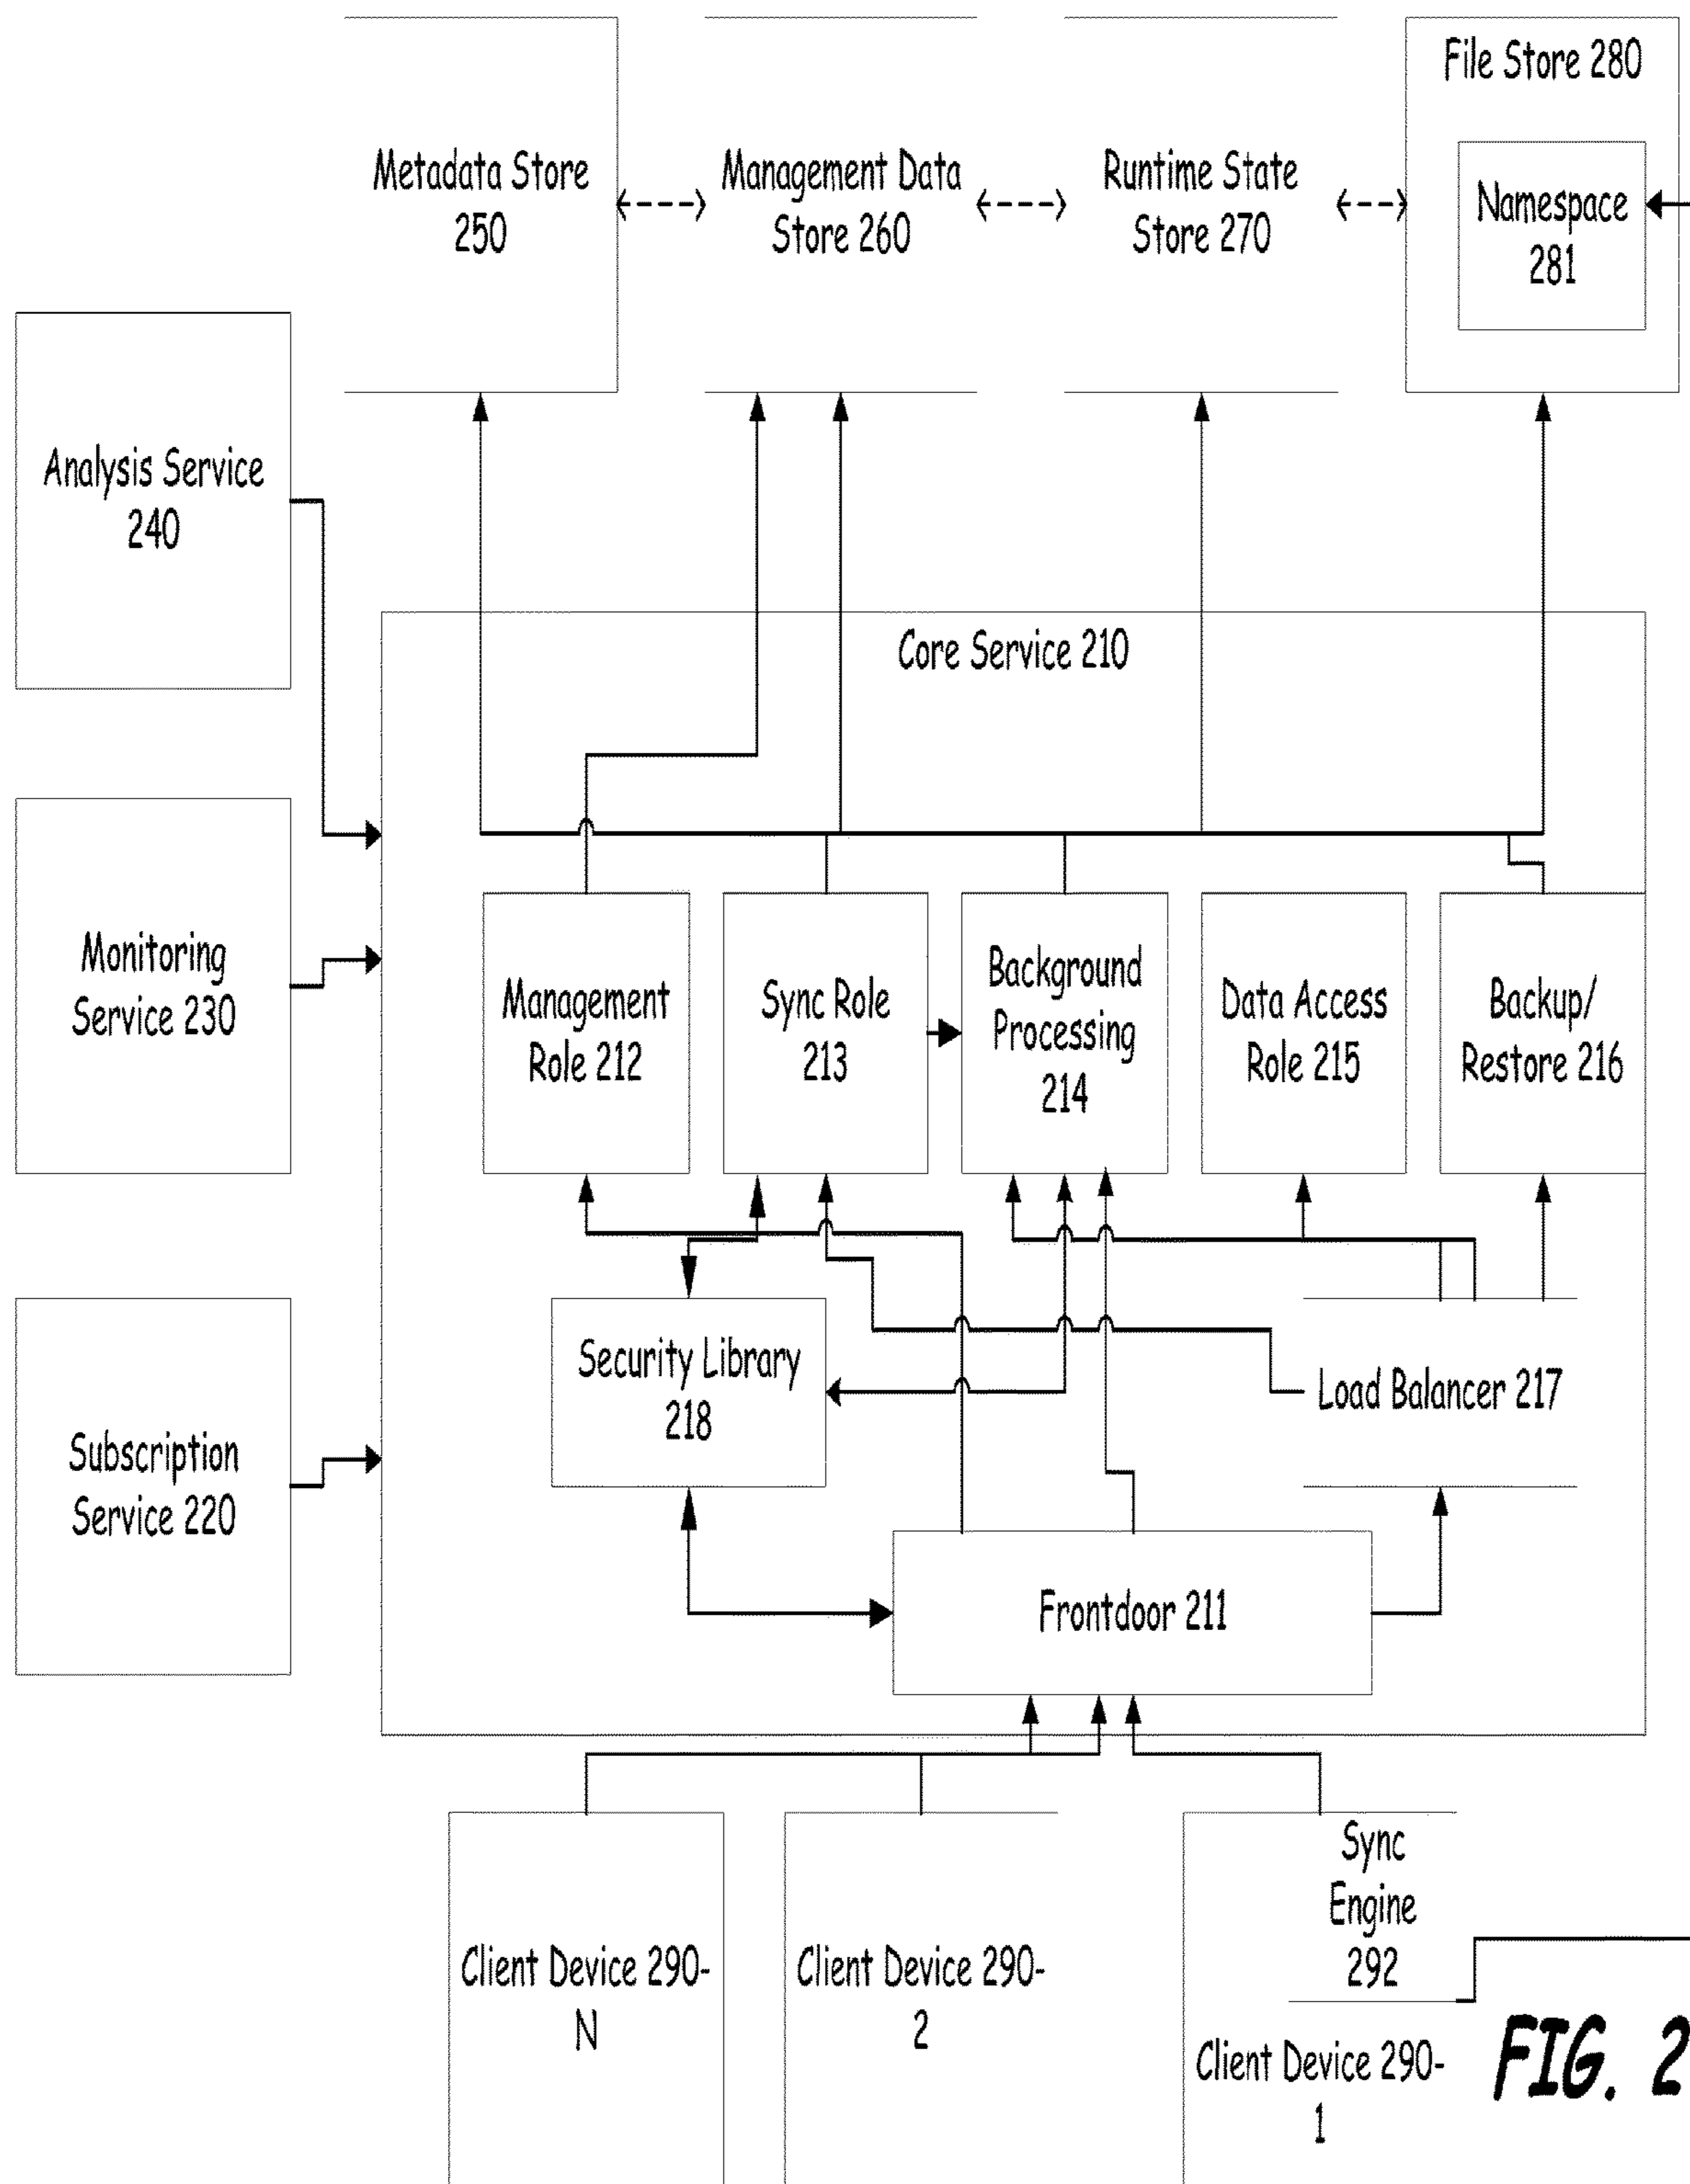 File Store 280
Metadata Store
250
Management Data
Store 260
Runtime State
Store 270
Namespace
281
Analysis Service
240
Core Service 210
Monitoring
Service 230
Management
Role 212
Sync Role
213
Background
Processing
214
Data Access
Role 215
Backup/
Restore 216
Security Library
218
Load Balancer 217
Subscription
Service 220
Frontdoor 211
Sync
Engine
292
Client Device 290-
N
Client Device 290-
2
Client Device 290-
1
FIG. 2